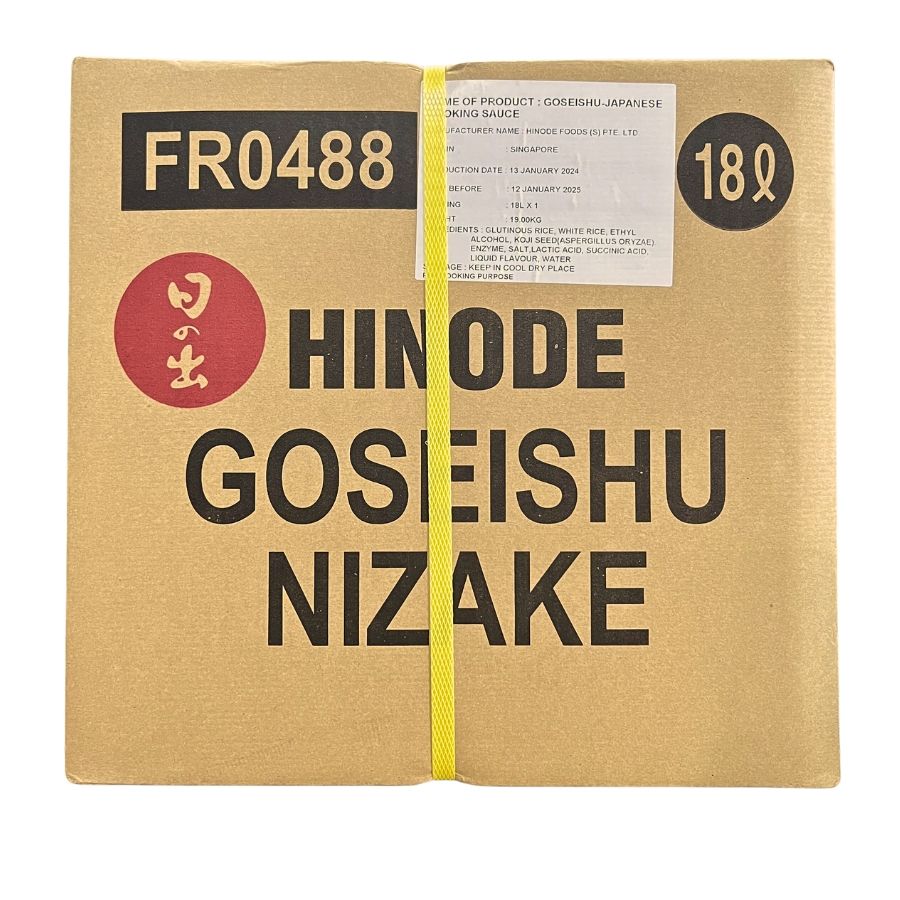 FR0488
ME OF PRODUCT : GOSEISHU-JAPANESE
OKING SAUCE
UFACTURER NAME : HINODE FOODS (S) PTE. LTD.
IN : SINGAPORE
UCTION DATE : 13 JANUARY 2024
BEFORE : 12 JANUARY 2025
ING : 18L X 1
HT : 19.00KG
EDIENTS : GLUTINOUS RICE, WHITE RICE, ETHYL
ALCOHOL, KOJI SEED(ASPERGILLUS ORYZAE),
ENZYME, SALT,LACTIC ACID, SUCCINIC ACID,
LIQUID FLAVOUR, WATER
AGE : KEEP IN COOL DRY PLACE
OOKING PURPOSE
18ℓ
日の出
HINODE
GOSEISHU
NIZAKE